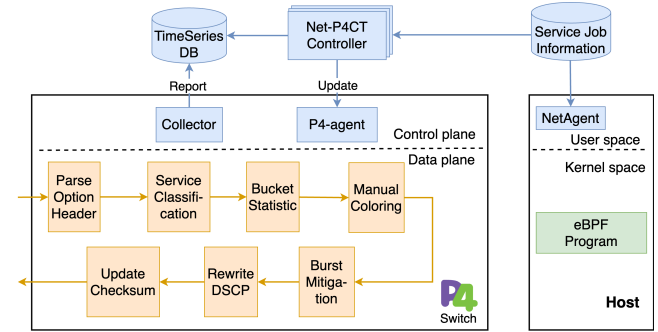 TimeSeries
DB
Net-P4CT
Controller
Service Job
Information
Report
Update
Collector
P4-agent
Control plane
Data plane
NetAgent
User space
Kernel space
Parse
Option
Header
Service
Classifi-
cation
Bucket
Statistic
Manual
Coloring
Update
Checksum
Rewrite
DSCP
Burst
Mitiga-
tion
P4
Switch
eBPF
Program
Host